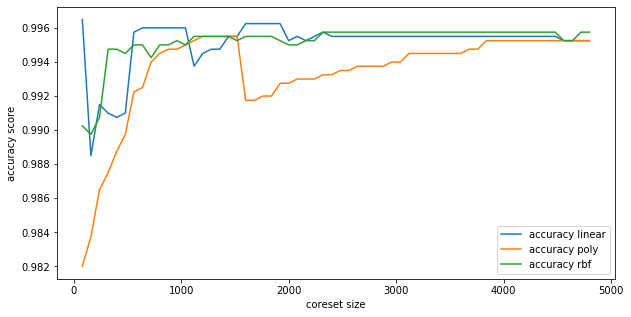 0.996
0.994
0.992
0.990
0.988
0.986
0.984
0.982
accuracy score
0 1000 2000 3000 4000 5000
coreset size
accuracy linear
accuracy poly
accuracy rbf